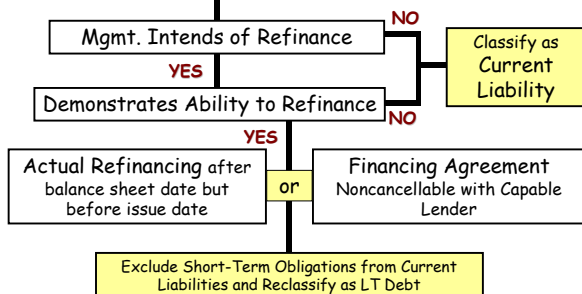 NO
Mgmt. Intends of Refinance
Classify as
Current
Liability
YES
Demonstrates Ability to Refinance
NO
YES
Actual Refinancing after
balance sheet date but
before issue date
or
Financing Agreement
Noncancellable with Capable
Lender
Exclude Short-Term Obligations from Current
Liabilities and Reclassify as LT Debt